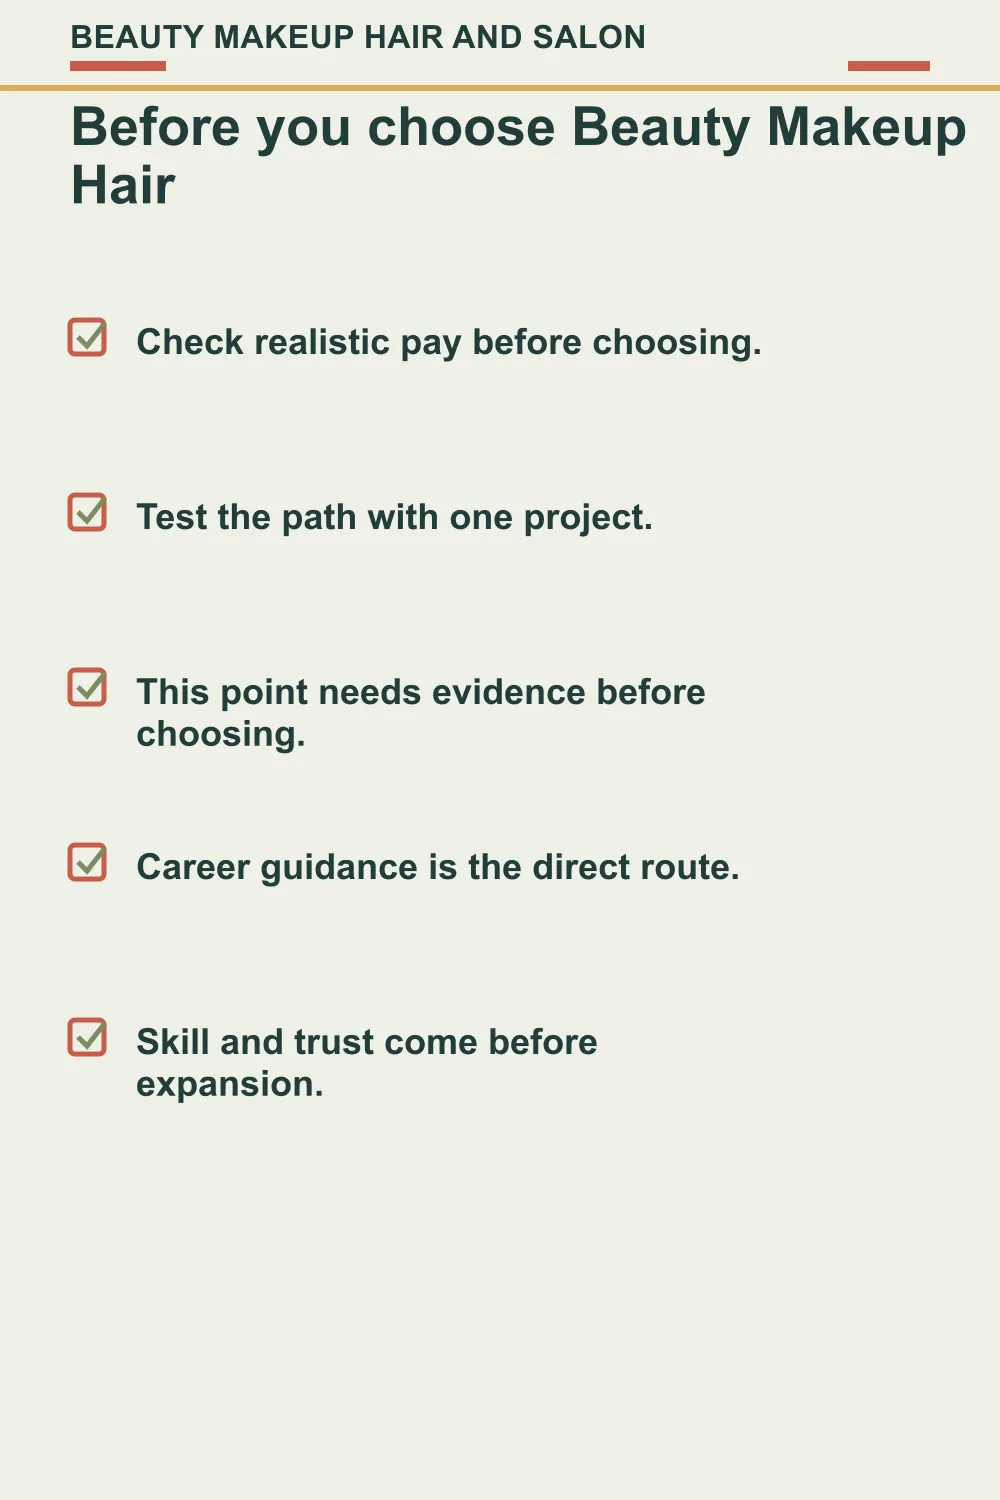 BEAUTY MAKEUP HAIR AND SALON
Before you choose Beauty Makeup
Hair
Check realistic pay before choosing.
Test the path with one project.
This point needs evidence before
choosing.
Career guidance is the direct route.
Skill and trust come before
expansion.